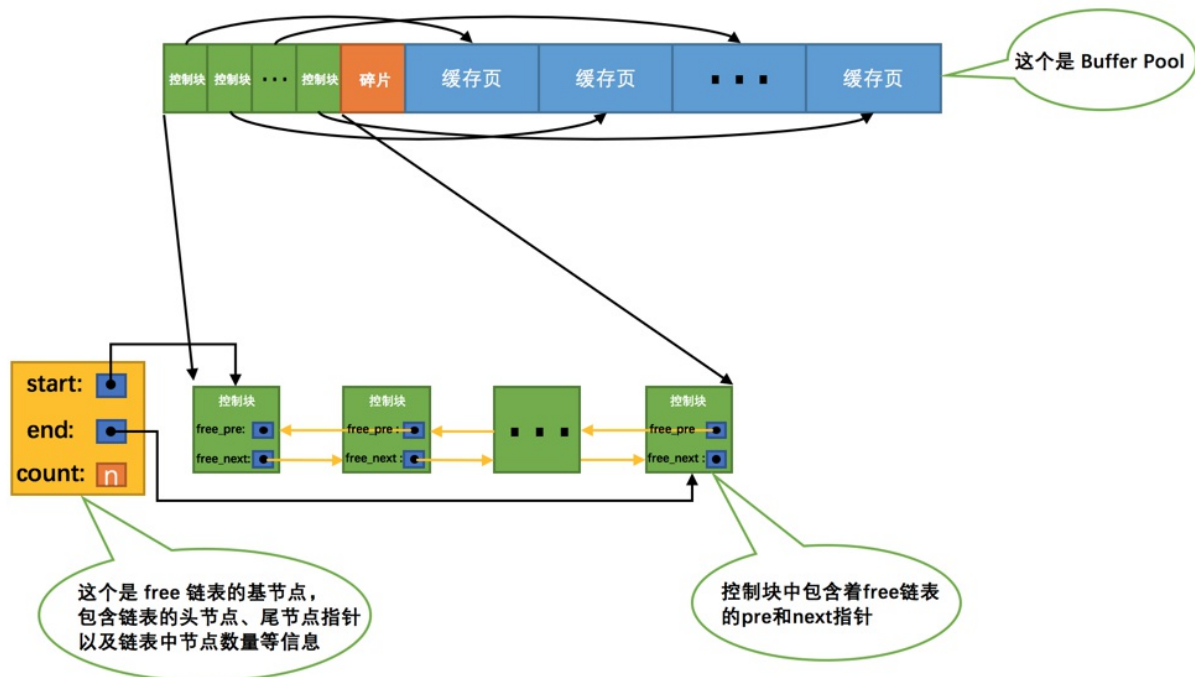 控制块 控制块 ··· 控制块 碎片 缓存页 缓存页 ··· 缓存页
这个是 Buffer Pool
start:
end:
count: n
控制块
free_pre:
free_next:
控制块
free_pre :
free_next :
···
控制块
free_pre
free_next :
这个是 free 链表的基节点，
包含链表的头节点、尾节点指针
以及链表中节点数量等信息
控制块中包含着free链表
的pre和next指针